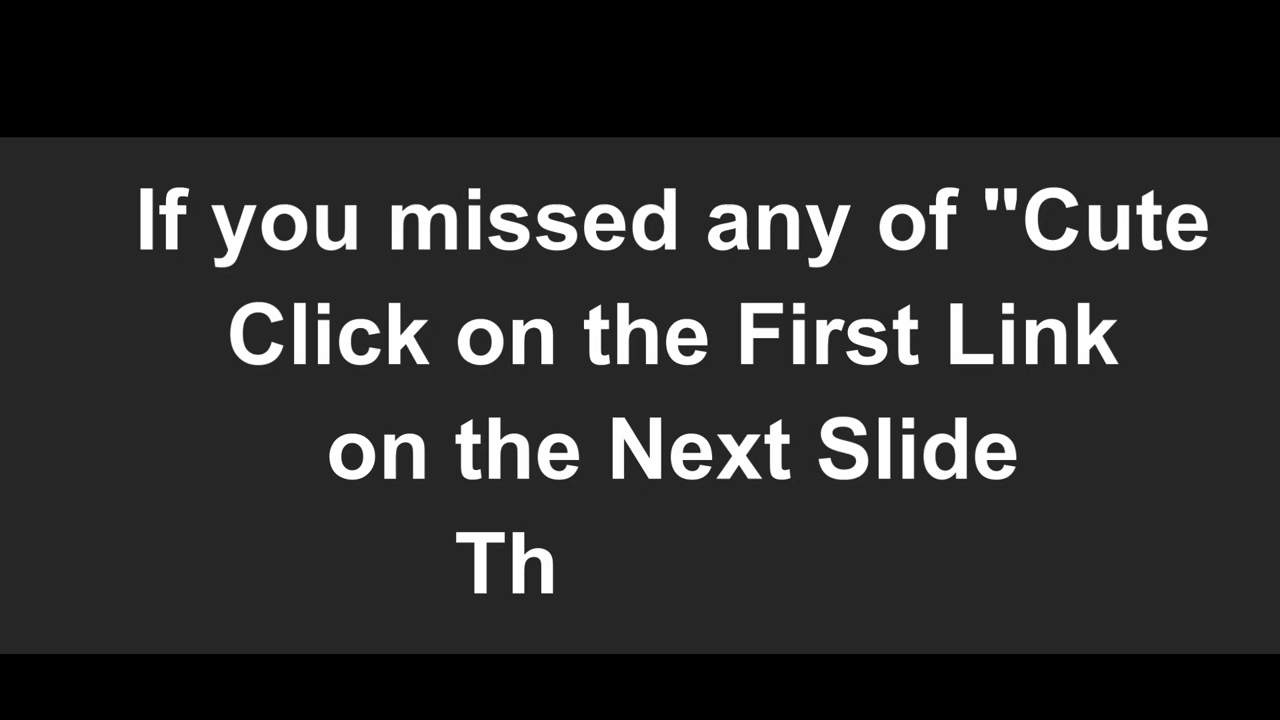 If you missed any of "Cute
Click on the First Link
on the Next Slide
Th